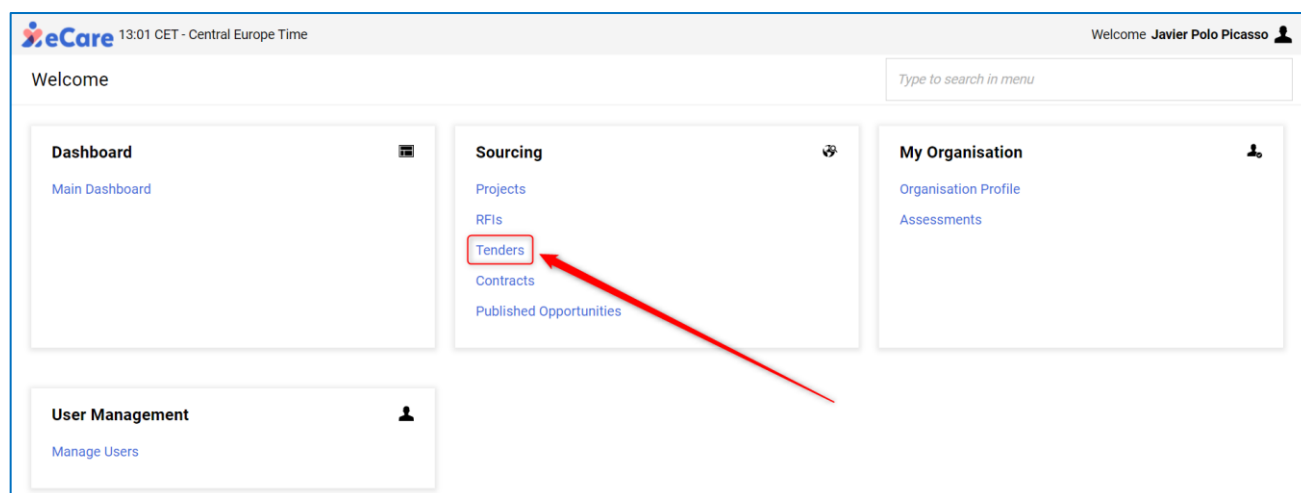 eCare 13:01 CET - Central Europe Time
Welcome Javier Polo Picasso
Welcome
Type to search in menu
Dashboard
Main Dashboard
Sourcing
Projects
RFIs
Tenders
Contracts
Published Opportunities
My Organisation
Organisation Profile
Assessments
User Management
Manage Users